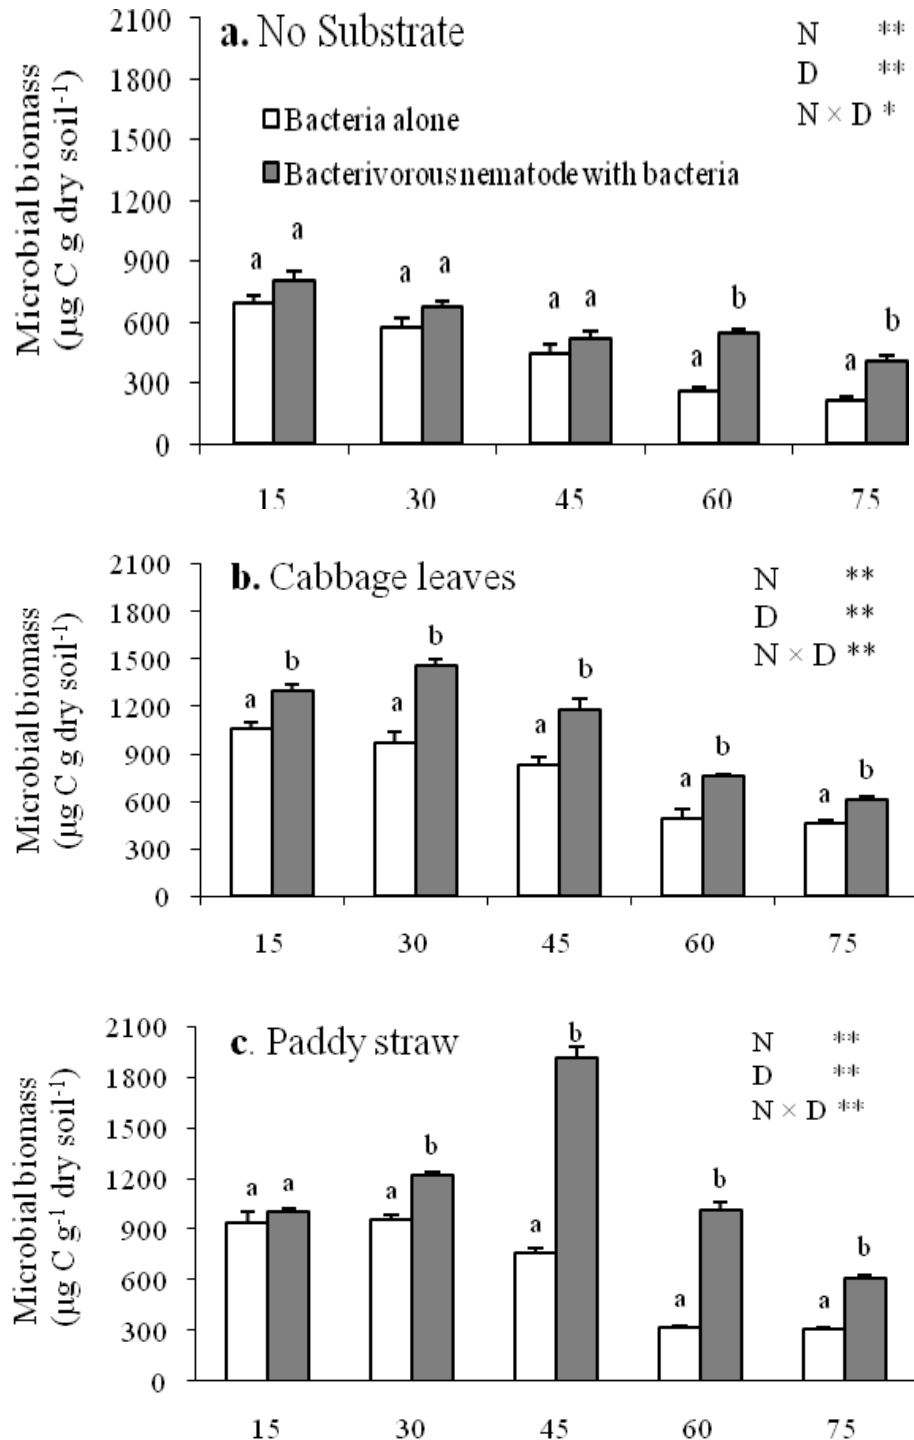 2100
a. No Substrate
N **
1800
D **
N × D *
1500
Bacteria alone
1200
Bacterivorous nematode with bacteria
900
600
300
0
Microbial biomass
(µg C g dry soil-1)
a a a a a a a b a b
15 30 45 60 75
2100
b. Cabbage leaves
N **
1800
D **
N × D **
1500
1200
900
600
300
0
Microbial biomass
(µg C g dry soil-1)
a b a b a b a b a b
15 30 45 60 75
2100
c. Paddy straw
N **
1800
D **
N × D **
1500
1200
900
600
300
0
Microbial biomass
(µg C g-1 dry soil-1)
a a a b a b a b a b
15 30 45 60 75